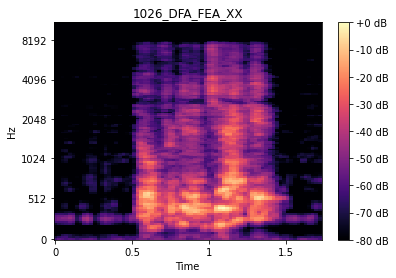 1026_DFA_FEA_XX
+0 dB
8192
-10 dB
4096
-20 dB
-30 dB
2048
Hz
-40 dB
1024
-50 dB
512
-60 dB
-70 dB
0
-80 dB
0
0.5
1
1.5
Time